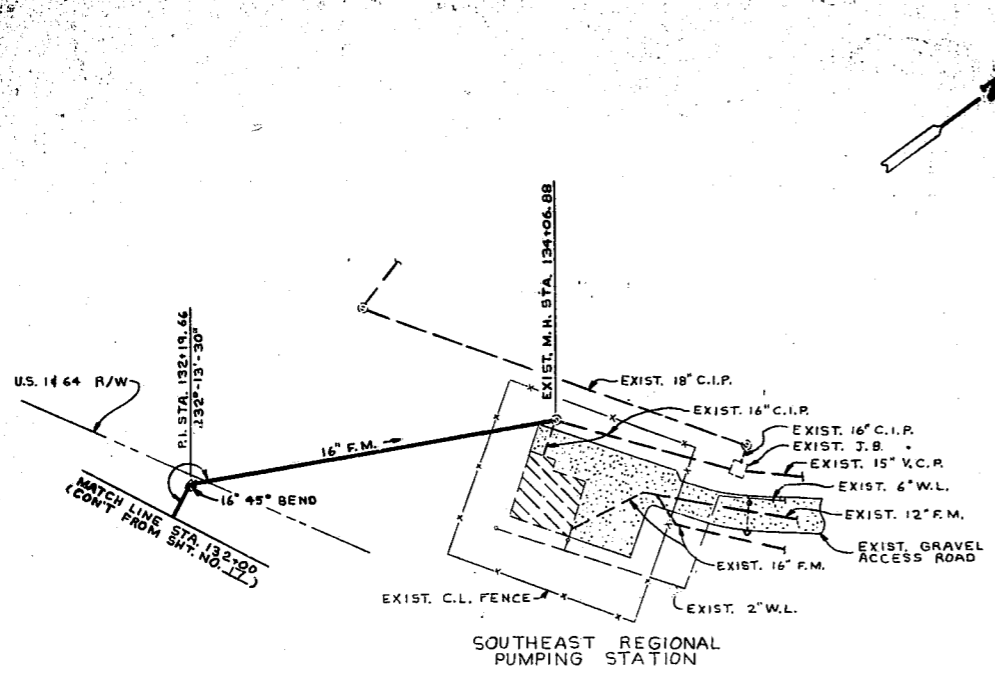 EXIST. M.H. STA. 134+06.88
P.I. STA. 132+19.66
232°-13'-30"
U.S. 1 & 64 R/W
EXIST. 18" C.I.P.
EXIST. 16" C.I.P.
EXIST. 16" C.I.P.
EXIST. J.B.
EXIST. 15" V.C.P.
16" F.M.
EXIST. 6" W.L.
16" 45° BEND
EXIST. 12" F.M.
MATCH LINE STA. 132+00
(CON'T FROM SHT. NO. 17)
EXIST. GRAVEL
ACCESS ROAD
EXIST. 16" F.M.
EXIST. C.L. FENCE
EXIST. 2" W.L.
SOUTHEAST REGIONAL
PUMPING STATION